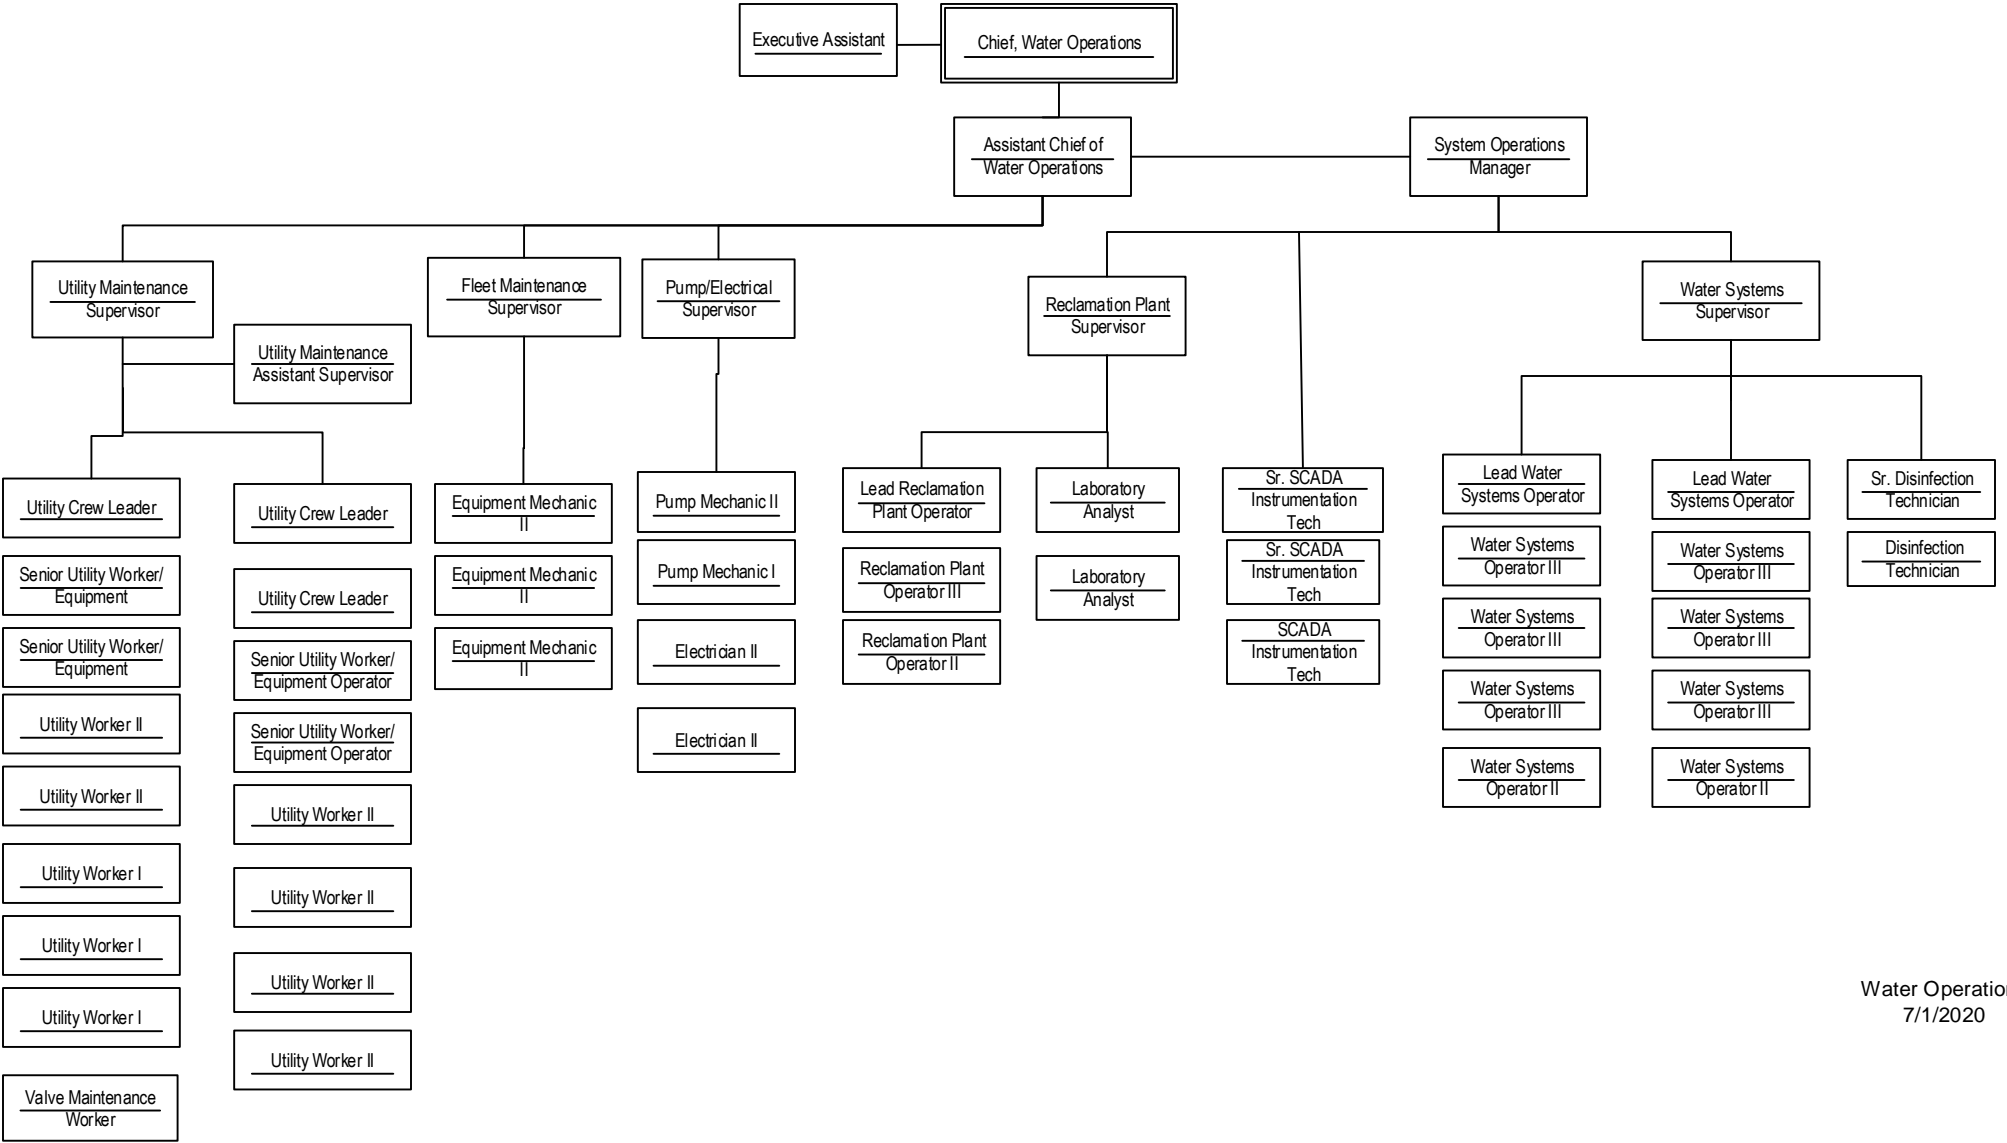 Executive Assistant
Chief, Water Operations
Assistant Chief of
Water Operations
System Operations
Manager
Utility Maintenance
Supervisor
Fleet Maintenance
Supervisor
Pump/Electrical
Supervisor
Reclamation Plant
Supervisor
Water Systems
Supervisor
Utility Maintenance
Assistant Supervisor
Utility Crew Leader
Senior Utility Worker/
Equipment
Senior Utility Worker/
Equipment
Utility Worker II
Utility Worker II
Utility Worker I
Utility Worker I
Utility Worker I
Valve Maintenance
Worker
Utility Crew Leader
Utility Crew Leader
Senior Utility Worker/
Equipment Operator
Senior Utility Worker/
Equipment Operator
Utility Worker II
Utility Worker II
Utility Worker II
Utility Worker II
Equipment Mechanic
II
Equipment Mechanic
II
Equipment Mechanic
II
Pump Mechanic II
Pump Mechanic I
Electrician II
Electrician II
Lead Reclamation
Plant Operator
Reclamation Plant
Operator III
Reclamation Plant
Operator II
Laboratory
Analyst
Laboratory
Analyst
Sr. SCADA
Instrumentation
Tech
Sr. SCADA
Instrumentation
Tech
SCADA
Instrumentation
Tech
Lead Water
Systems Operator
Water Systems
Operator III
Water Systems
Operator III
Water Systems
Operator III
Water Systems
Operator II
Lead Water
Systems Operator
Water Systems
Operator III
Water Systems
Operator III
Water Systems
Operator III
Water Systems
Operator II
Sr. Disinfection
Technician
Disinfection
Technician
Water Operation
7/1/2020